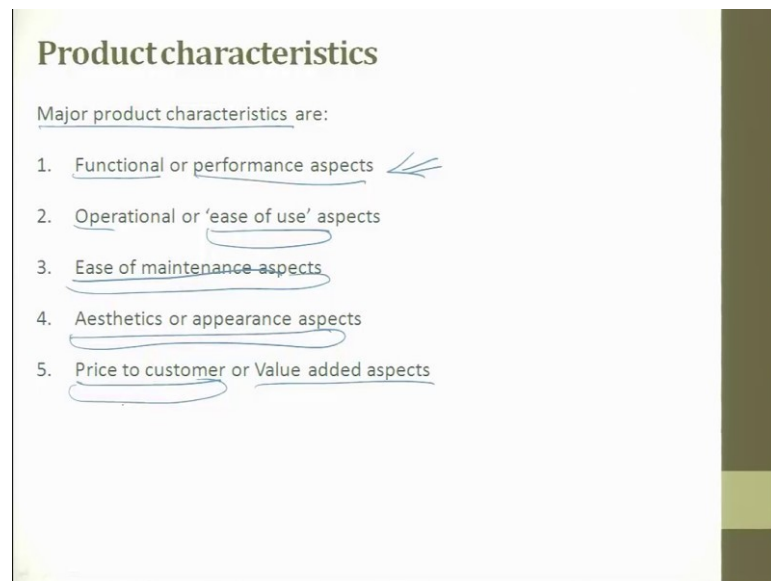 Product characteristics
Major product characteristics are:
1. Functional or performance aspects
2. Operational or 'ease of use' aspects
3. Ease of maintenance aspects
4. Aesthetics or appearance aspects
5. Price to customer or Value added aspects